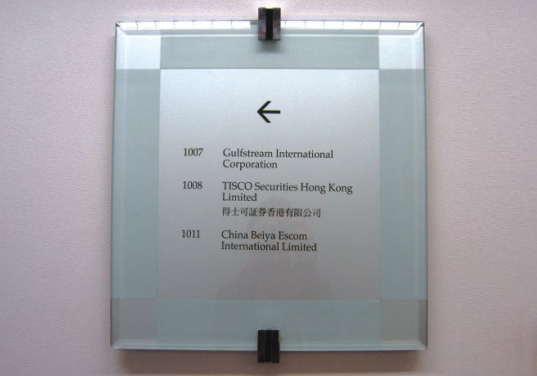 ←
1007 Gulfstream International
Corporation
1008 TISCO Securities Hong Kong
Limited
得士可証券香港有限公司
1011 China Beiya Escom
International Limited